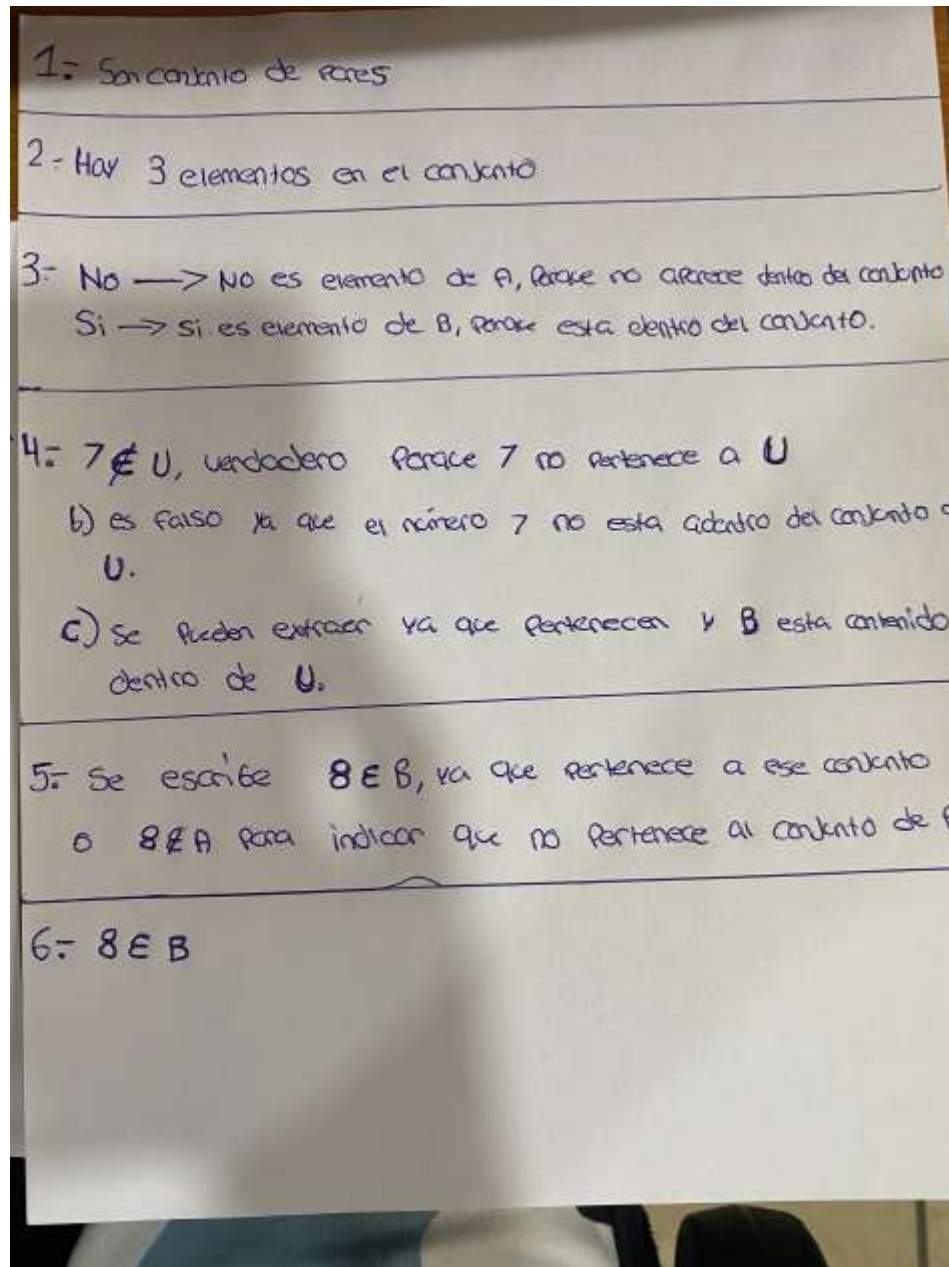 1.- Son conjunto de pares
2.- Hay 3 elementos en el conjunto
3.- No —> No es elemento de A, Porque no aparece dentro del conjunto
Si —> si es elemento de B, porque esta dentro del conjunto.
4.- 7 ∉ U, verdadero Porque 7 no pertenece a U
b) es falso ya que el número 7 no esta adentro del conjunto
U.
c) se pueden extraer ya que pertenecen y B esta contenido
dentro de U.
5.- Se escribe 8 ∈ B, ya que pertenece a ese conjunto
o 8 ∉ A para indicar que no Pertenece al conjunto de
6.- 8 ∈ B